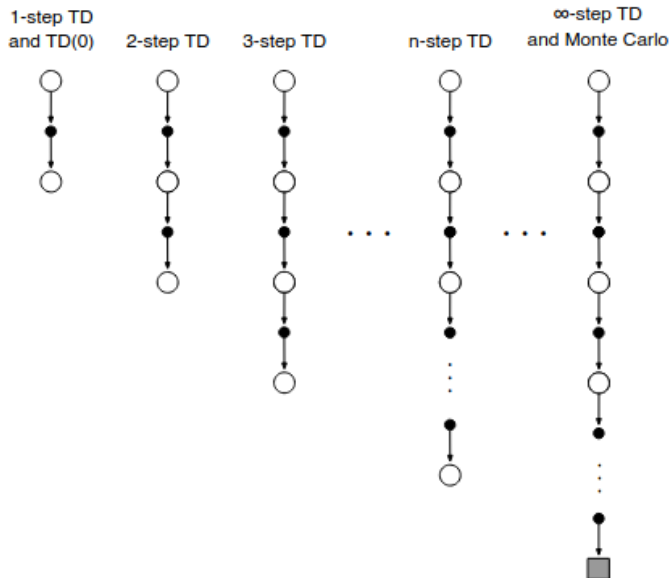 1-step TD
and TD(0)
2-step TD
3-step TD
n-step TD
∞-step TD
and Monte Carlo